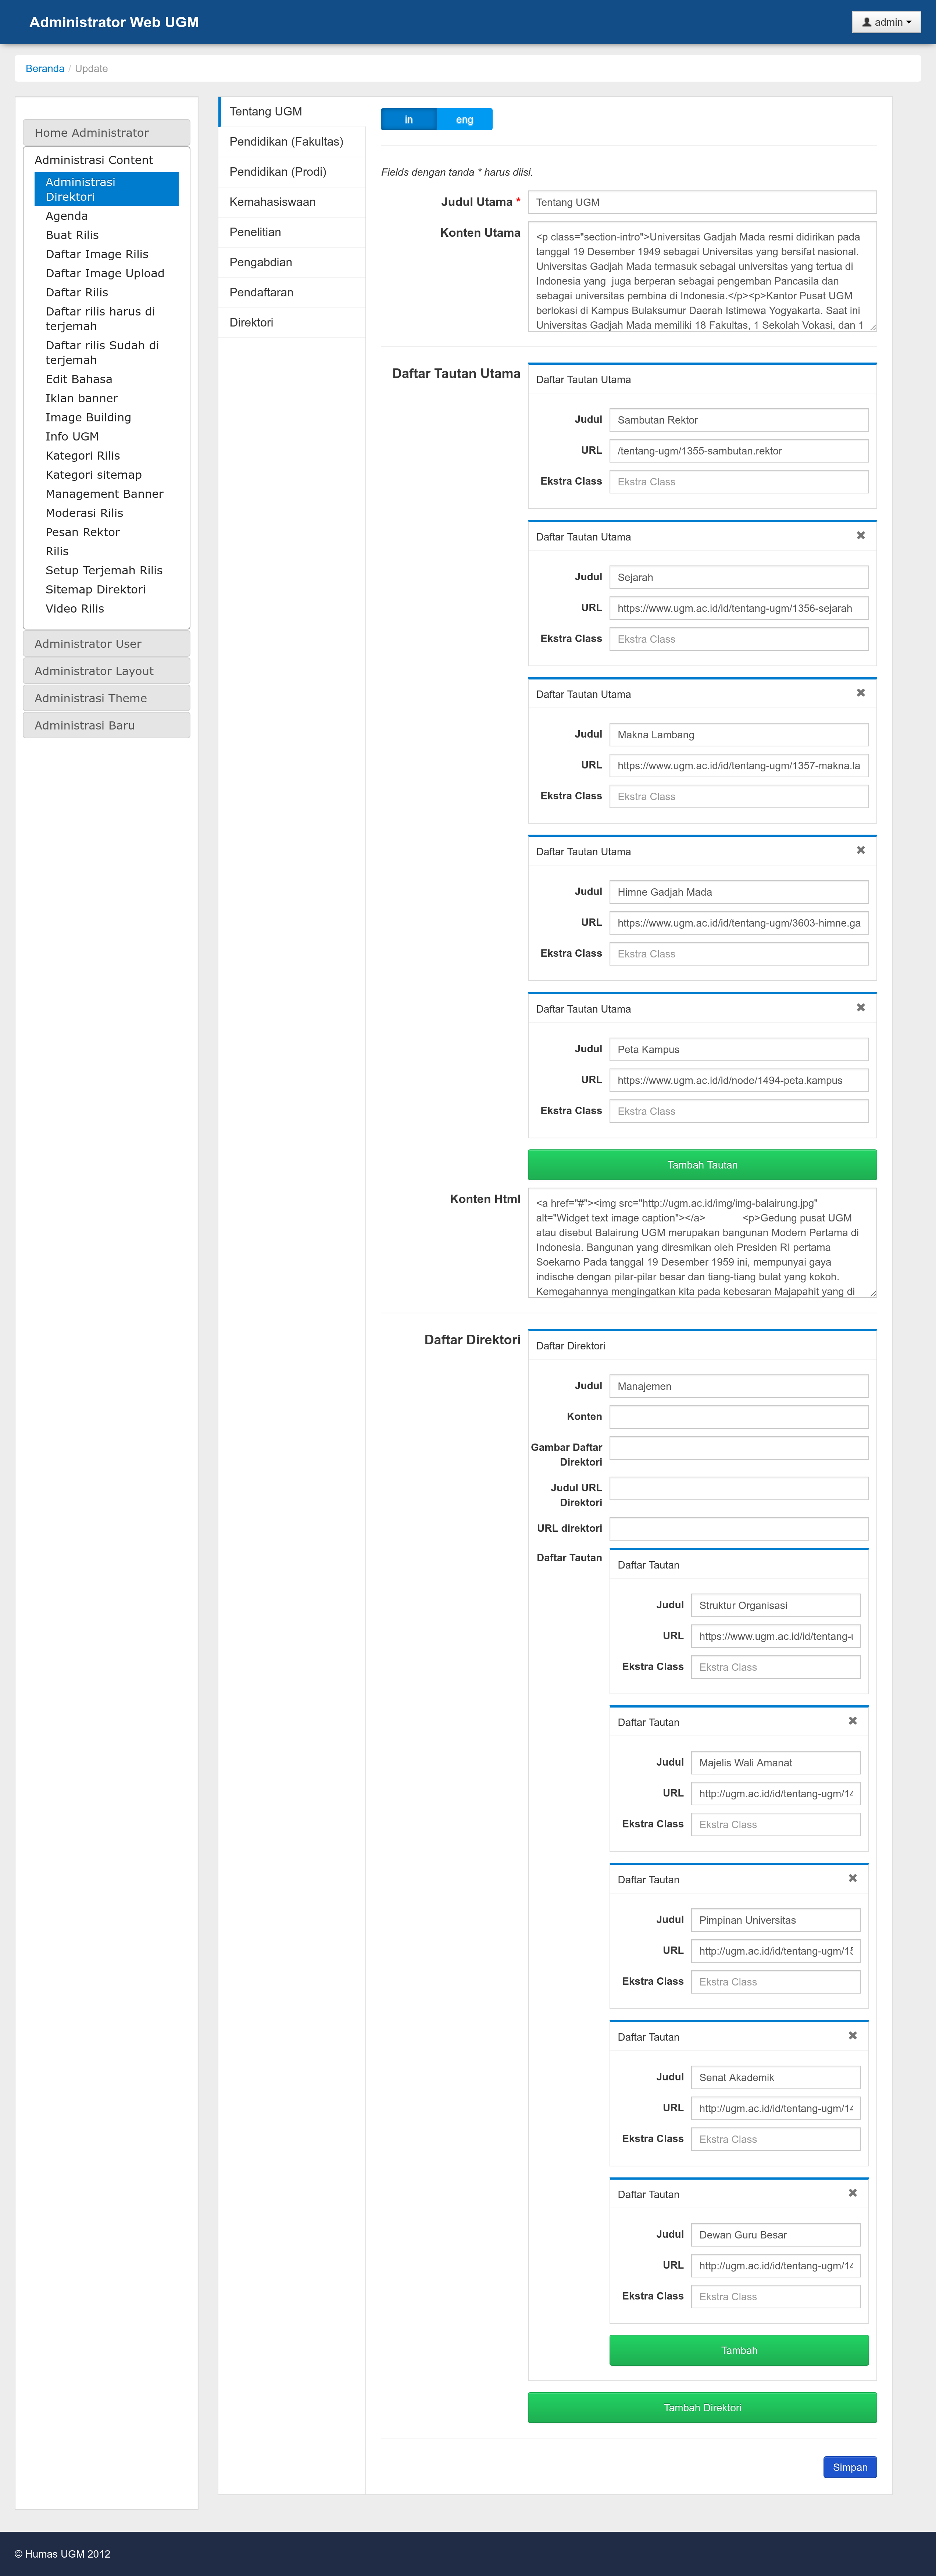 Administrator Web UGM
admin
Beranda / Update
Home Administrator
Administrasi Content
Administrasi
Direktori
Agenda
Buat Rilis
Daftar Image Rilis
Daftar Image Upload
Daftar Rilis
Daftar rilis harus di
terjemah
Daftar rilis Sudah di
terjemah
Edit Bahasa
Iklan banner
Image Building
Info UGM
Kategori Rilis
Kategori sitemap
Management Banner
Moderasi Rilis
Pesan Rektor
Rilis
Setup Terjemah Rilis
Sitemap Direktori
Video Rilis
Administrator User
Administrator Layout
Administrasi Theme
Administrasi Baru
Tentang UGM
Pendidikan (Fakultas)
Pendidikan (Prodi)
Kemahasiswaan
Penelitian
Pengabdian
Pendaftaran
Direktori
in eng
Fields dengan tanda * harus diisi.
Judul Utama * Tentang UGM
Konten Utama
<p class="section-intro">Universitas Gadjah Mada resmi didirikan pada
tanggal 19 Desember 1949 sebagai Universitas yang bersifat nasional.
Universitas Gadjah Mada termasuk sebagai universitas yang tertua di
Indonesia yang  juga berperan sebagai pengemban Pancasila dan
sebagai universitas pembina di Indonesia.</p><p>Kantor Pusat UGM
berlokasi di Kampus Bulaksumur Daerah Istimewa Yogyakarta. Saat ini
Universitas Gadjah Mada memiliki 18 Fakultas, 1 Sekolah Vokasi, dan 1
Daftar Tautan Utama
Daftar Tautan Utama
Judul Sambutan Rektor
URL /tentang-ugm/1355-sambutan.rektor
Ekstra Class Ekstra Class
Daftar Tautan Utama
Judul Sejarah
URL https://www.ugm.ac.id/id/tentang-ugm/1356-sejarah
Ekstra Class Ekstra Class
Daftar Tautan Utama
Judul Makna Lambang
URL https://www.ugm.ac.id/id/tentang-ugm/1357-makna.la
Ekstra Class Ekstra Class
Daftar Tautan Utama
Judul Himne Gadjah Mada
URL https://www.ugm.ac.id/id/tentang-ugm/3603-himne.ga
Ekstra Class Ekstra Class
Daftar Tautan Utama
Judul Peta Kampus
URL https://www.ugm.ac.id/id/node/1494-peta.kampus
Ekstra Class Ekstra Class
Tambah Tautan
Konten Html
<a href="#"><img src="http://ugm.ac.id/img/img-balairung.jpg"
alt="Widget text image caption"></a> <p>Gedung pusat UGM
atau disebut Balairung UGM merupakan bangunan Modern Pertama di
Indonesia. Bangunan yang diresmikan oleh Presiden RI pertama
Soekarno Pada tanggal 19 Desember 1959 ini, mempunyai gaya
indische dengan pilar-pilar besar dan tiang-tiang bulat yang kokoh.
Kemegahannya mengingatkan kita pada kebesaran Majapahit yang di
Daftar Direktori
Daftar Direktori
Judul Manajemen
Konten
Gambar Daftar
Direktori
Judul URL
Direktori
URL direktori
Daftar Tautan
Daftar Tautan
Judul Struktur Organisasi
URL https://www.ugm.ac.id/id/tentang-u
Ekstra Class Ekstra Class
Daftar Tautan
Judul Majelis Wali Amanat
URL http://ugm.ac.id/id/tentang-ugm/14
Ekstra Class Ekstra Class
Daftar Tautan
Judul Pimpinan Universitas
URL http://ugm.ac.id/id/tentang-ugm/15
Ekstra Class Ekstra Class
Daftar Tautan
Judul Senat Akademik
URL http://ugm.ac.id/id/tentang-ugm/14
Ekstra Class Ekstra Class
Daftar Tautan
Judul Dewan Guru Besar
URL http://ugm.ac.id/id/tentang-ugm/14
Ekstra Class Ekstra Class
Tambah
Tambah Direktori
Simpan
© Humas UGM 2012